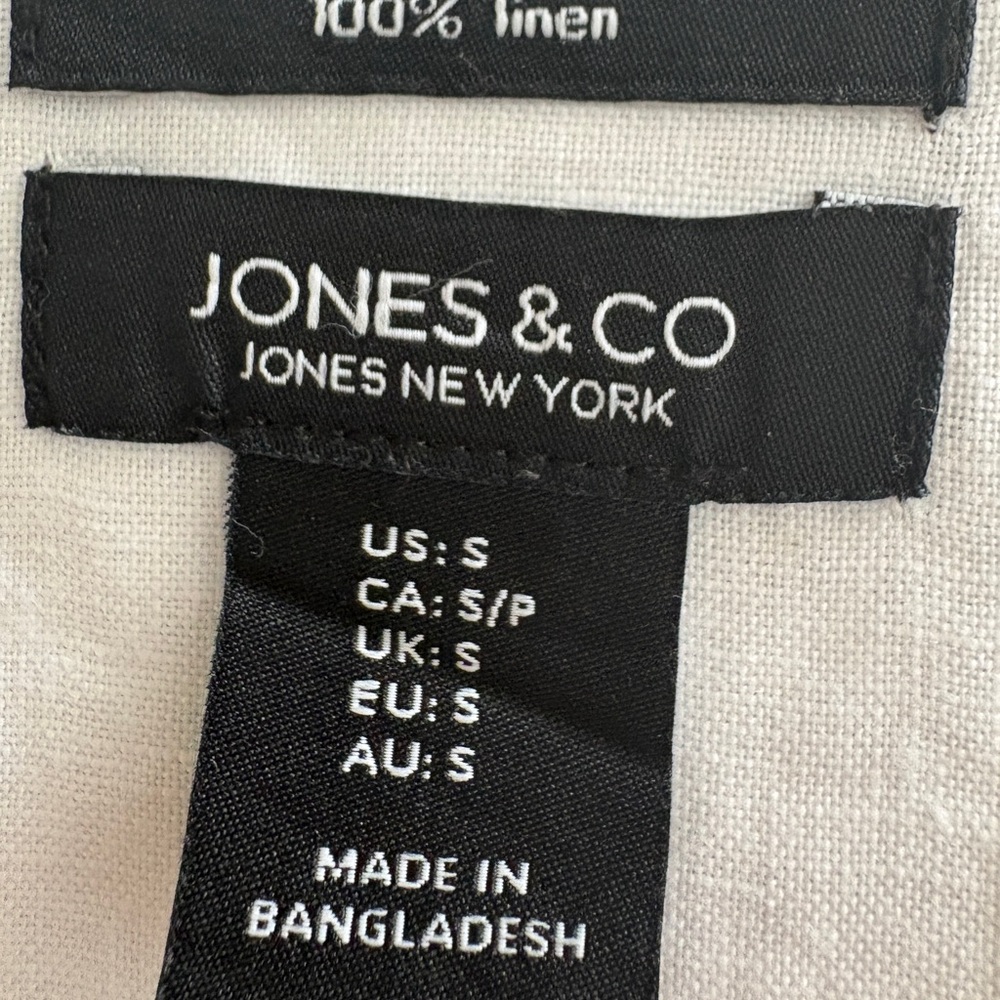 100% linen
JONES & CO
JONES NEW YORK
US: S
CA: S/P
UK: S
EU: S
AU: S
MADE IN
BANGLADESH